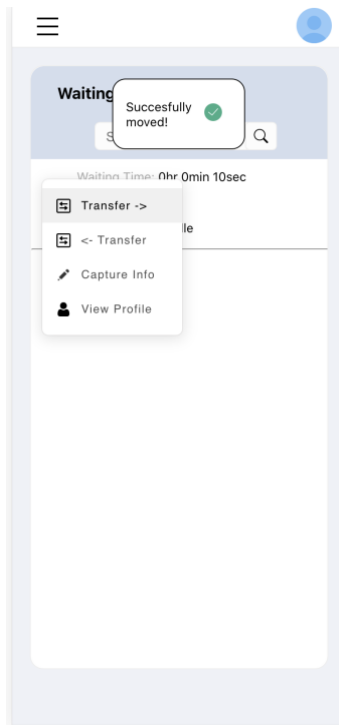 Waiting
Succesfully
moved!
S
Waiting Time: 0hr 0min 10sec
lle
Transfer ->
<- Transfer
Capture Info
View Profile